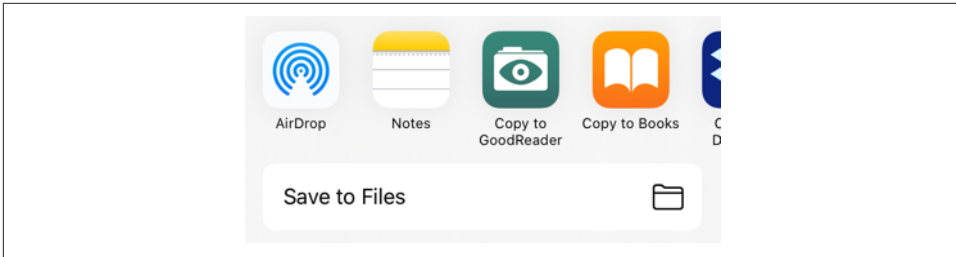 AirDrop
Notes
Copy to
GoodReader
Copy to Books
C
D
Save to Files